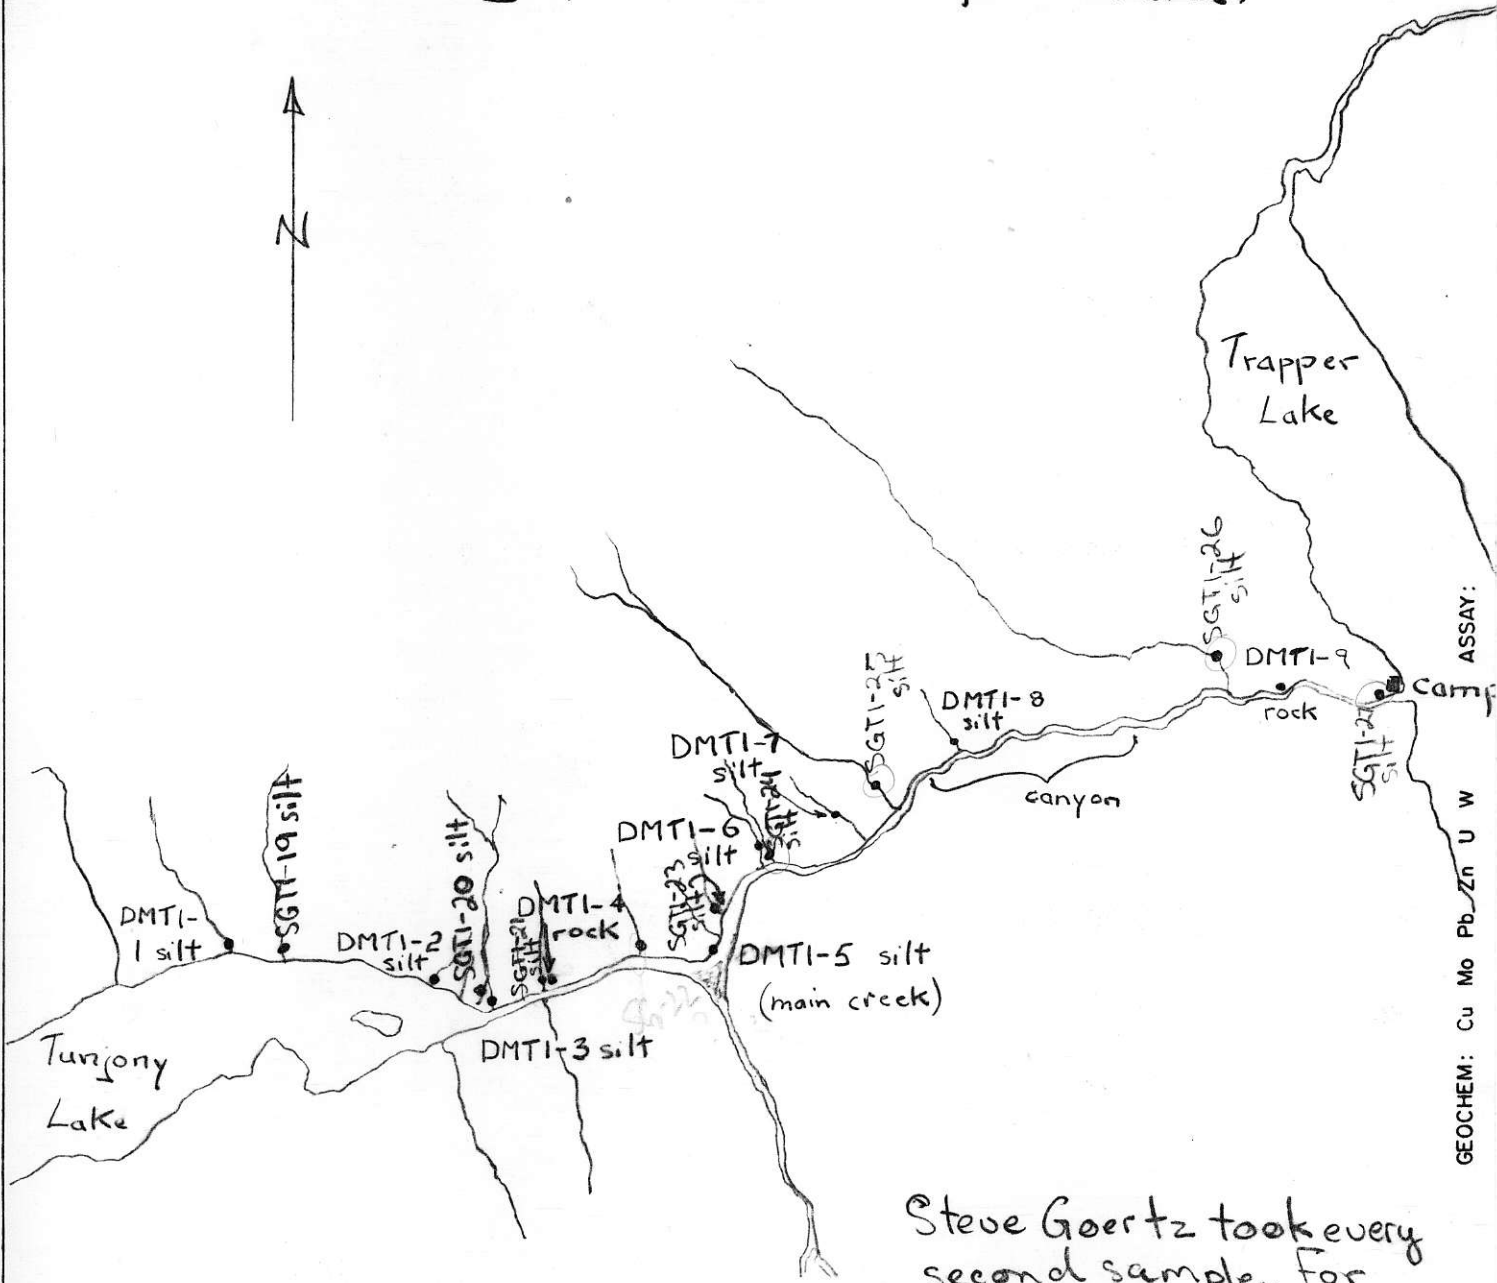 N
Trapper
Lake
SGT1-26
silt
DMT1-9
rock
camp
SGT1-27
silt
SGT1-25
silt
DMT1-8
silt
canyon
DMT1-7
silt
SGT1-24
silt
DMT1-6
silt
SGT1-23
silt
DMT1-5 silt
(main creek)
DMT1-4
rock
SGT1-21
silt
DMT1-3 silt
SGT1-20 silt
DMT1-2
silt
SGT1-19 silt
DMT1-
1 silt
Tunjony
Lake
GEOCHEM: Cu Mo Pb Zn U W ASSAY:
Steve Goertz took every
second sample. For